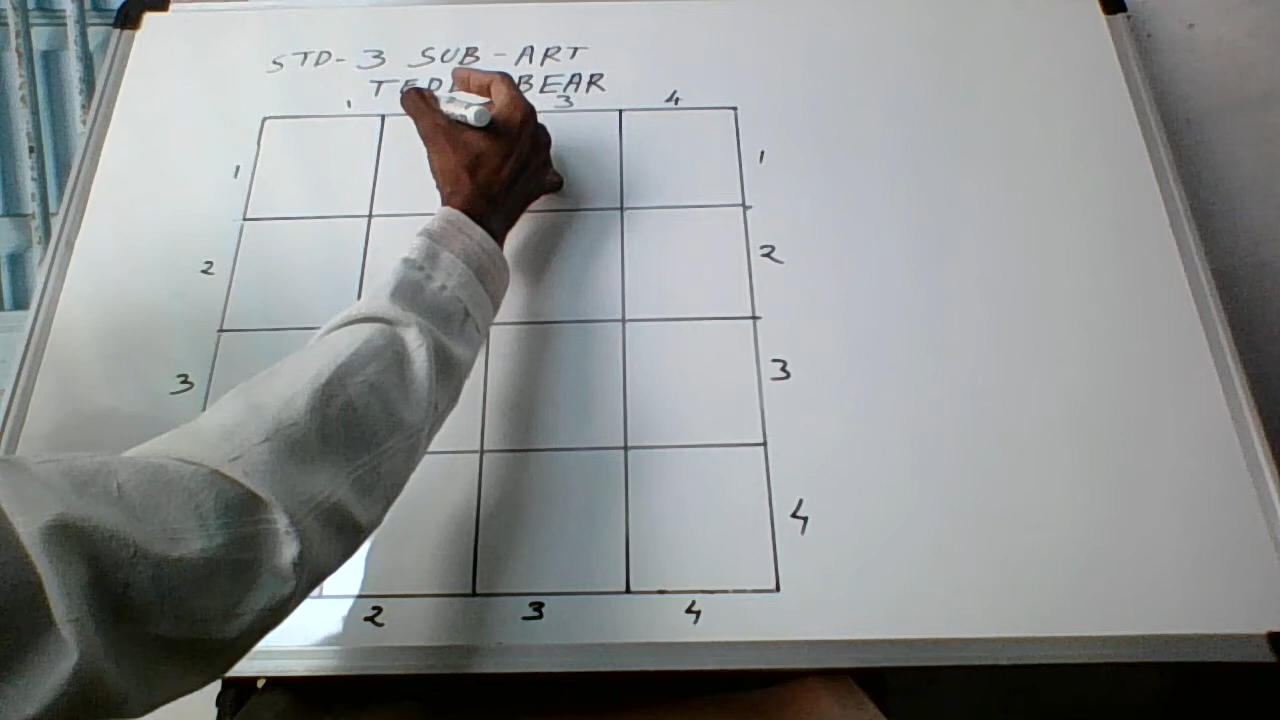 STD-3 SUB-ART
BEAR
1 3 4
1 1
2 2
3 3
4
2 3 4